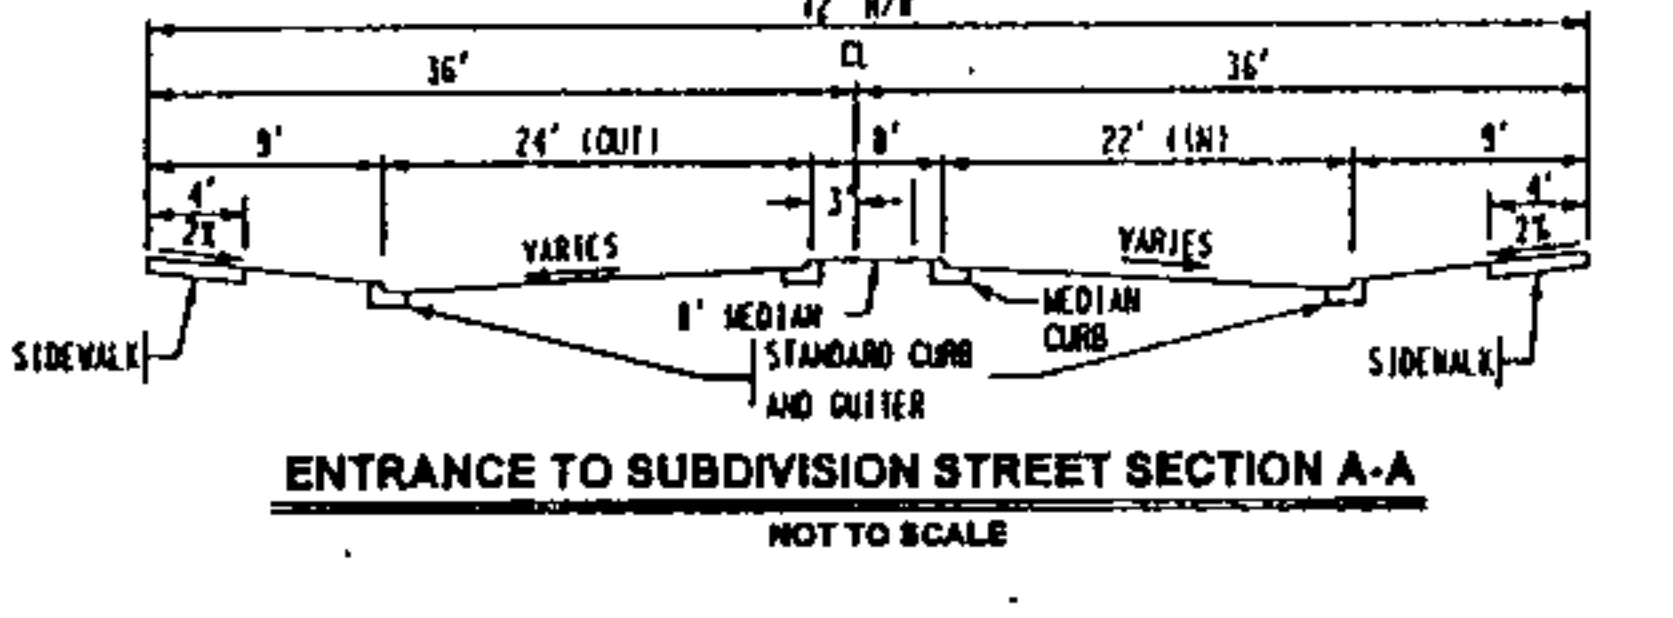 36'
CL
36'
9'
24' (OUT)
8'
22' (IN)
9'
4'
3'
4'
2%
2%
VARIES
VARIES
8' MEDIAN
MEDIAN
CURB
SIDEWALK
STANDARD CURB
AND GUTTER
SIDEWALK
ENTRANCE TO SUBDIVISION STREET SECTION A-A
NOT TO SCALE